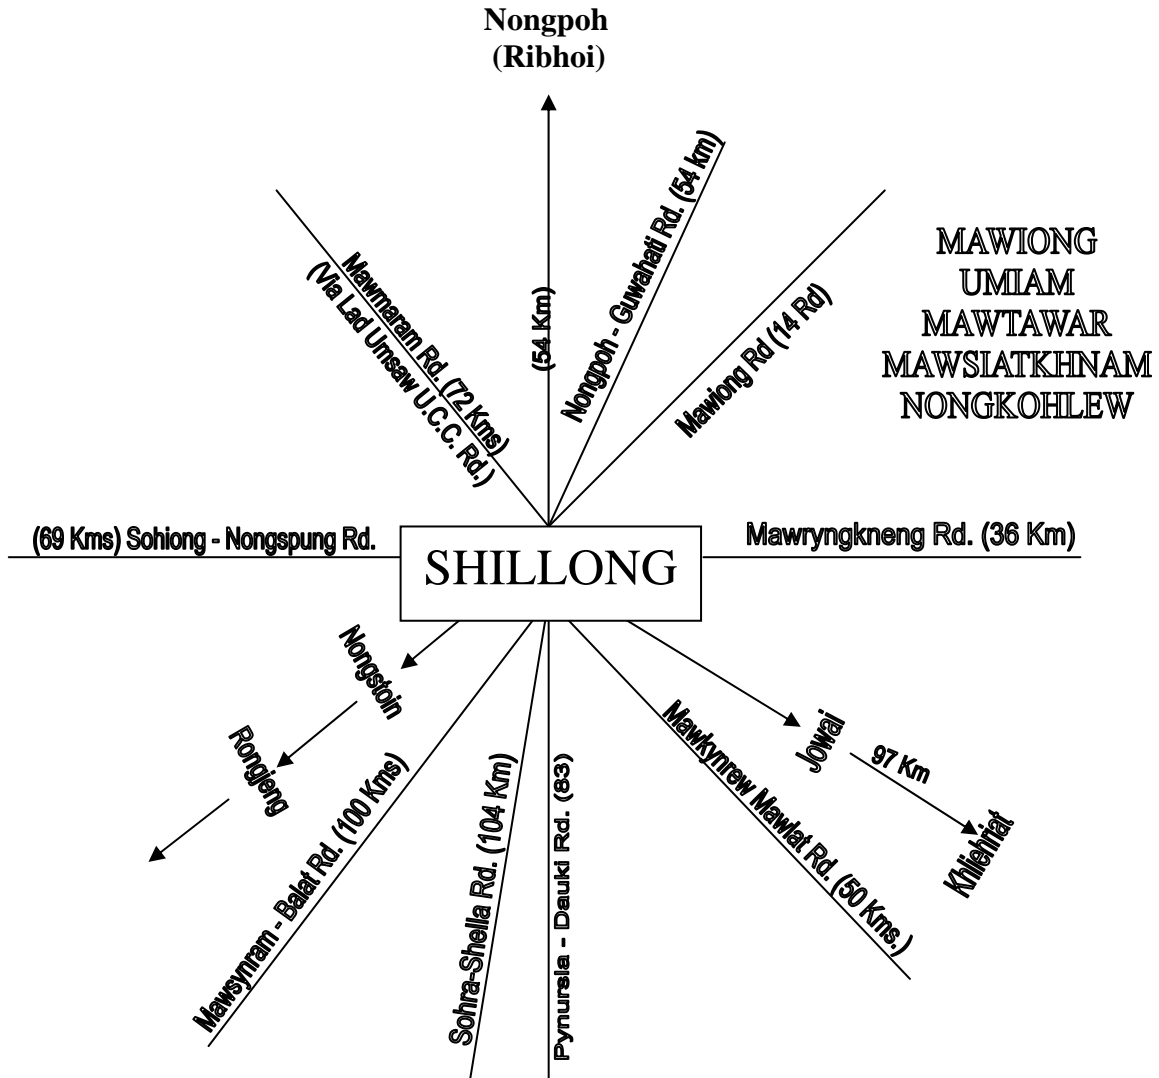 Nongpoh
(Ribhoi)
Mawmaram Rd. (72 Kms)
(Via Lad Umsaw U.C.C. Rd.)
(54 Km)
Nongpoh - Guwahati Rd. (54 km)
Mawiong Rd (14 Rd)
MAWIONG
UMIAM
MAWTAWAR
MAWSIATKHNAM
NONGKOHLEW
(69 Kms) Sohiong - Nongspung Rd.
SHILLONG
Mawryngkneng Rd. (36 Km)
Nongstoin
Rongjeng
Mawsynram - Balat Rd. (100 Kms)
Sohra-Shella Rd. (104 Km)
Pynursla - Dauki Rd. (83)
Mawkynrew Mawlat Rd. (50 Kms.)
Jowai
97 Km
Khliehriat